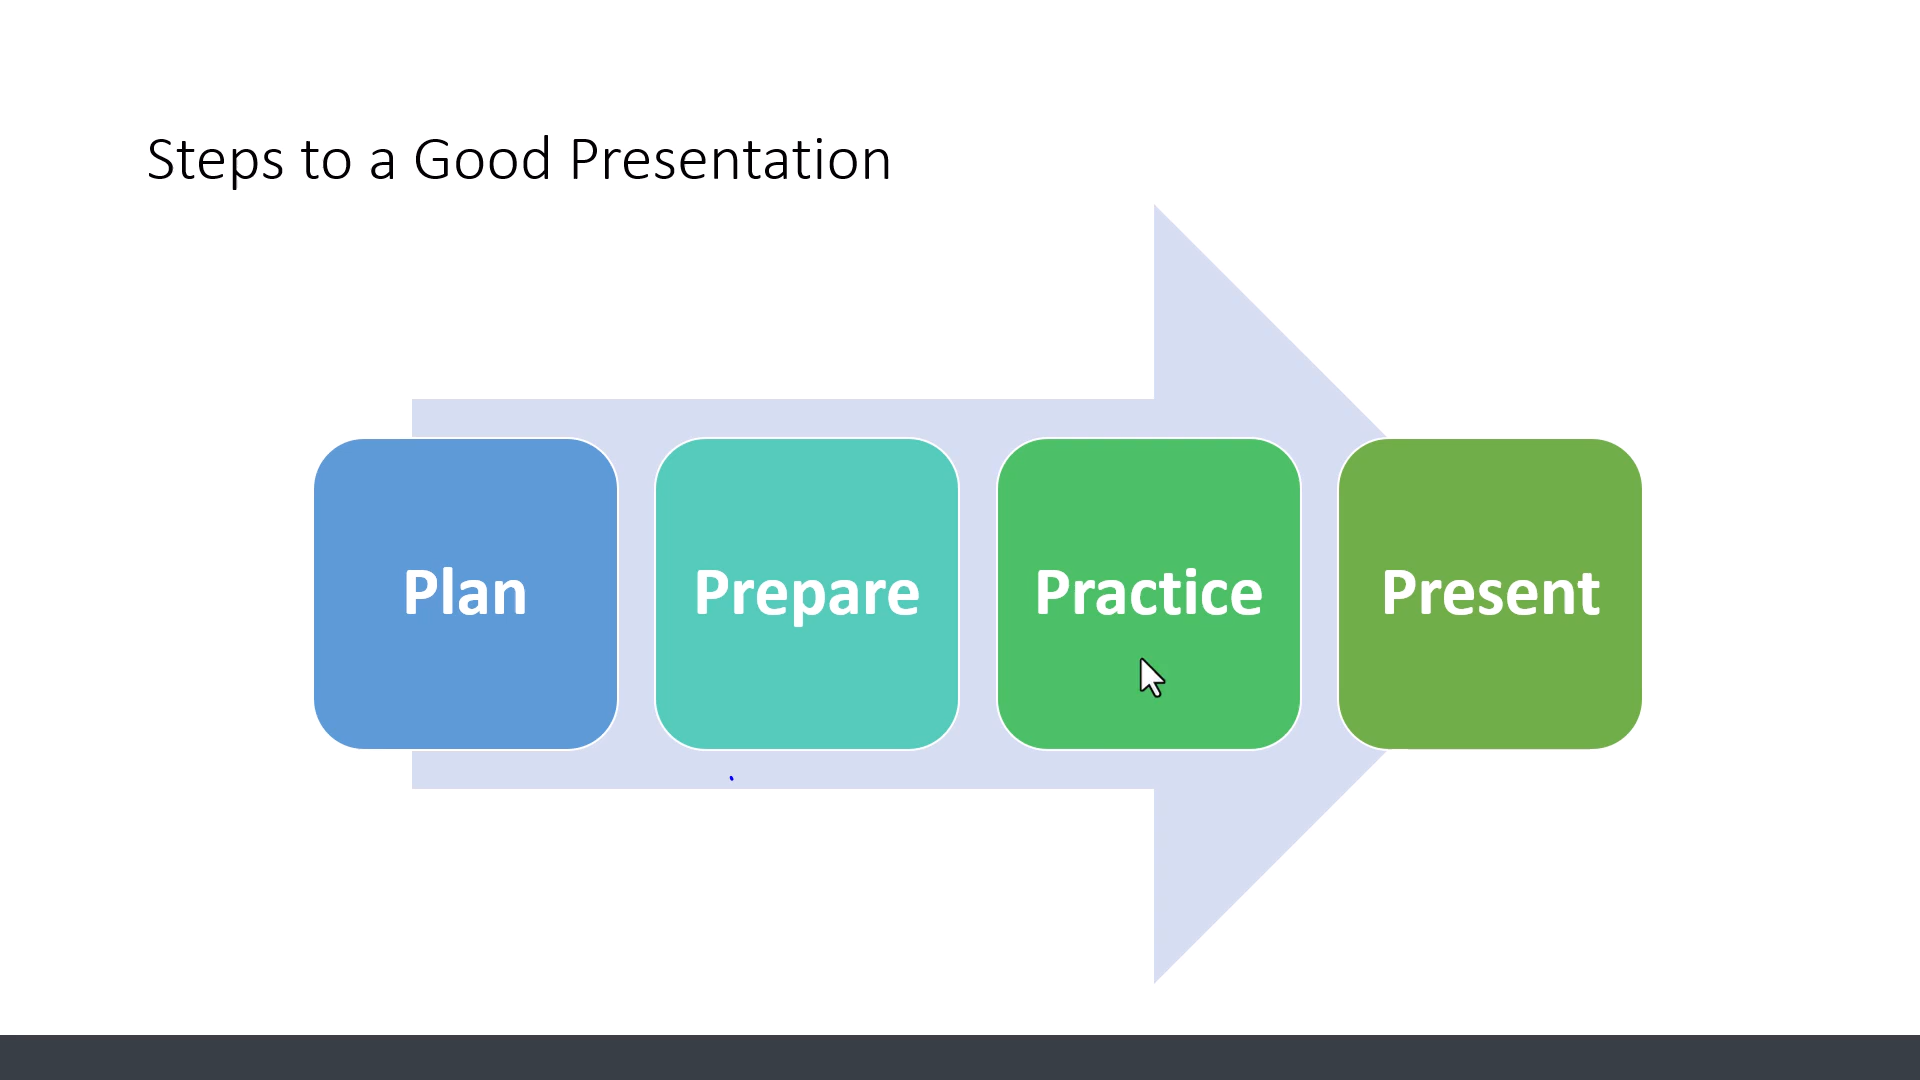 Steps to a Good Presentation
Plan
Prepare
Practice
Present